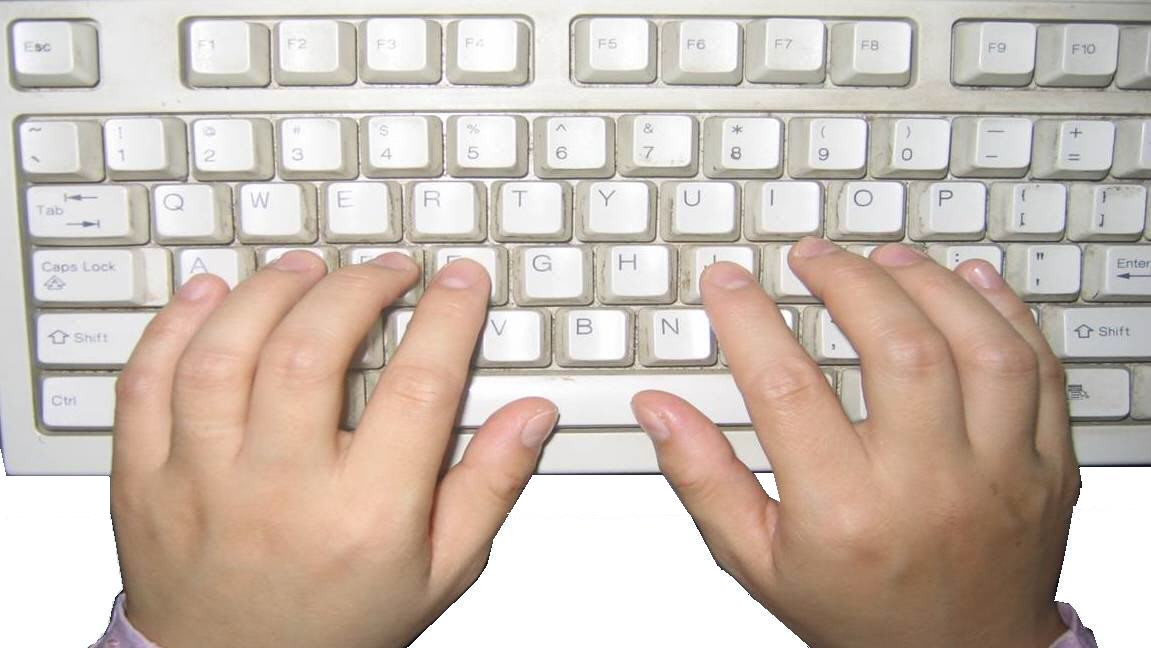 Esc F1 F2 F3 F4 F5 F6 F7 F8 F9 F10
~ ! @ # $ % ^ & * ( ) — +
` 1 2 3 4 5 6 7 8 9 0 - =
Tab Q W E R T Y U I O P { }
[ ]
Caps Lock A F G H J : " Enter
'
Shift V B N , Shift
Ctrl